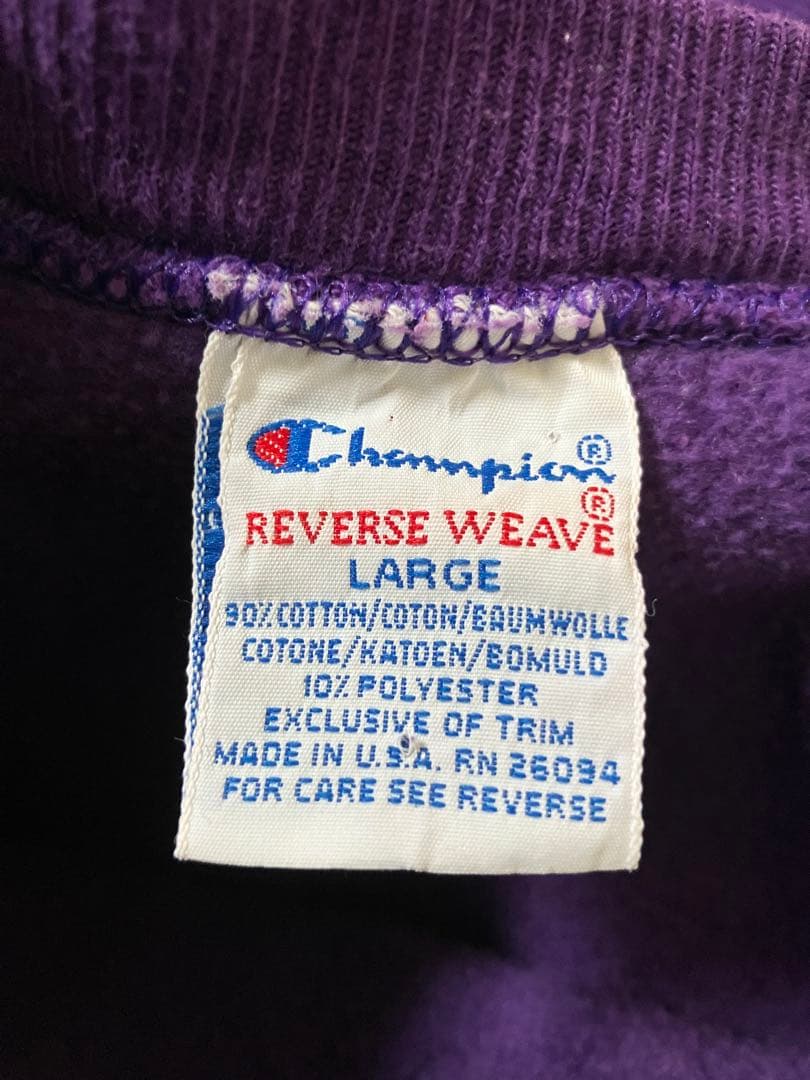 Champion®
REVERSE WEAVE®
LARGE
90% COTTON/COTON/BAUMWOLLE
COTONE/KATOEN/BOMULD
10% POLYESTER
EXCLUSIVE OF TRIM
MADE IN U.S.A. RN 26094
FOR CARE SEE REVERSE